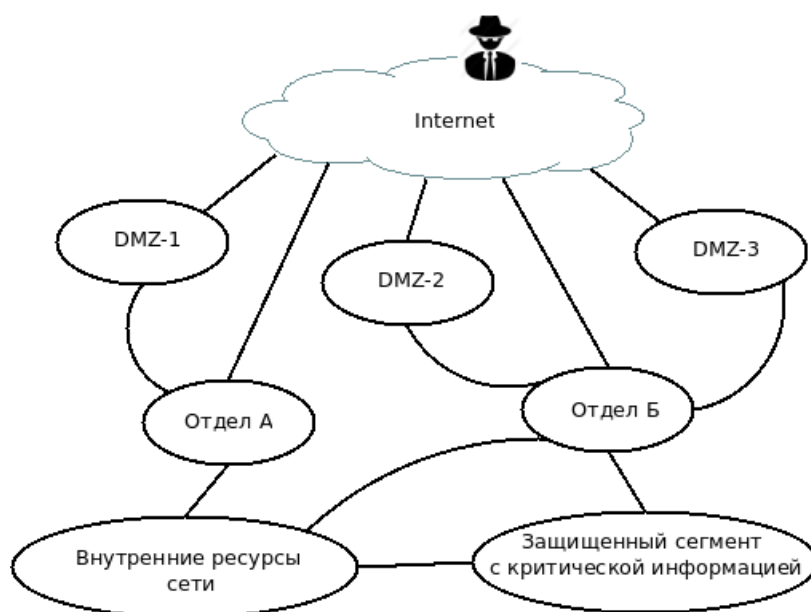 Internet
DMZ-1
DMZ-2
DMZ-3
Отдел А
Отдел Б
Внутренние ресурсы
сети
Защищенный сегмент
с критической информацией